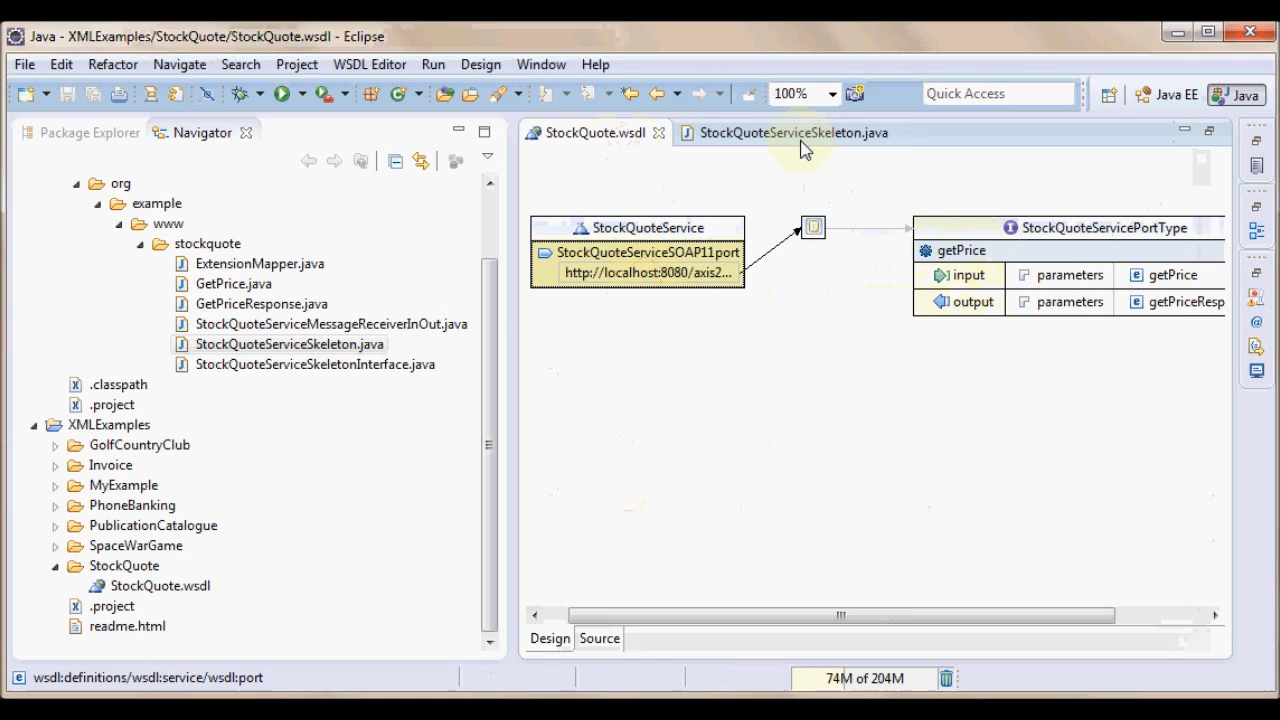 Java - XMLExamples/StockQuote/StockQuote.wsdl - Eclipse
File Edit Refactor Navigate Search Project WSDL Editor Run Design Window Help
100% Quick Access Java EE Java
Package Explorer Navigator
org
example
www
stockquote
ExtensionMapper.java
GetPrice.java
GetPriceResponse.java
StockQuoteServiceMessageReceiverInOut.java
StockQuoteServiceSkeleton.java
StockQuoteServiceSkeletonInterface.java
.classpath
.project
XMLExamples
GolfCountryClub
Invoice
MyExample
PhoneBanking
PublicationCatalogue
SpaceWarGame
StockQuote
StockQuote.wsdl
.project
readme.html
StockQuote.wsdl StockQuoteServiceSkeleton.java
StockQuoteService
StockQuoteServiceSOAP11port
http://localhost:8080/axis2...
StockQuoteServicePortType
getPrice
input parameters getPrice
output parameters getPriceResp
Design Source
wsdl:definitions/wsdl:service/wsdl:port
74M of 204M